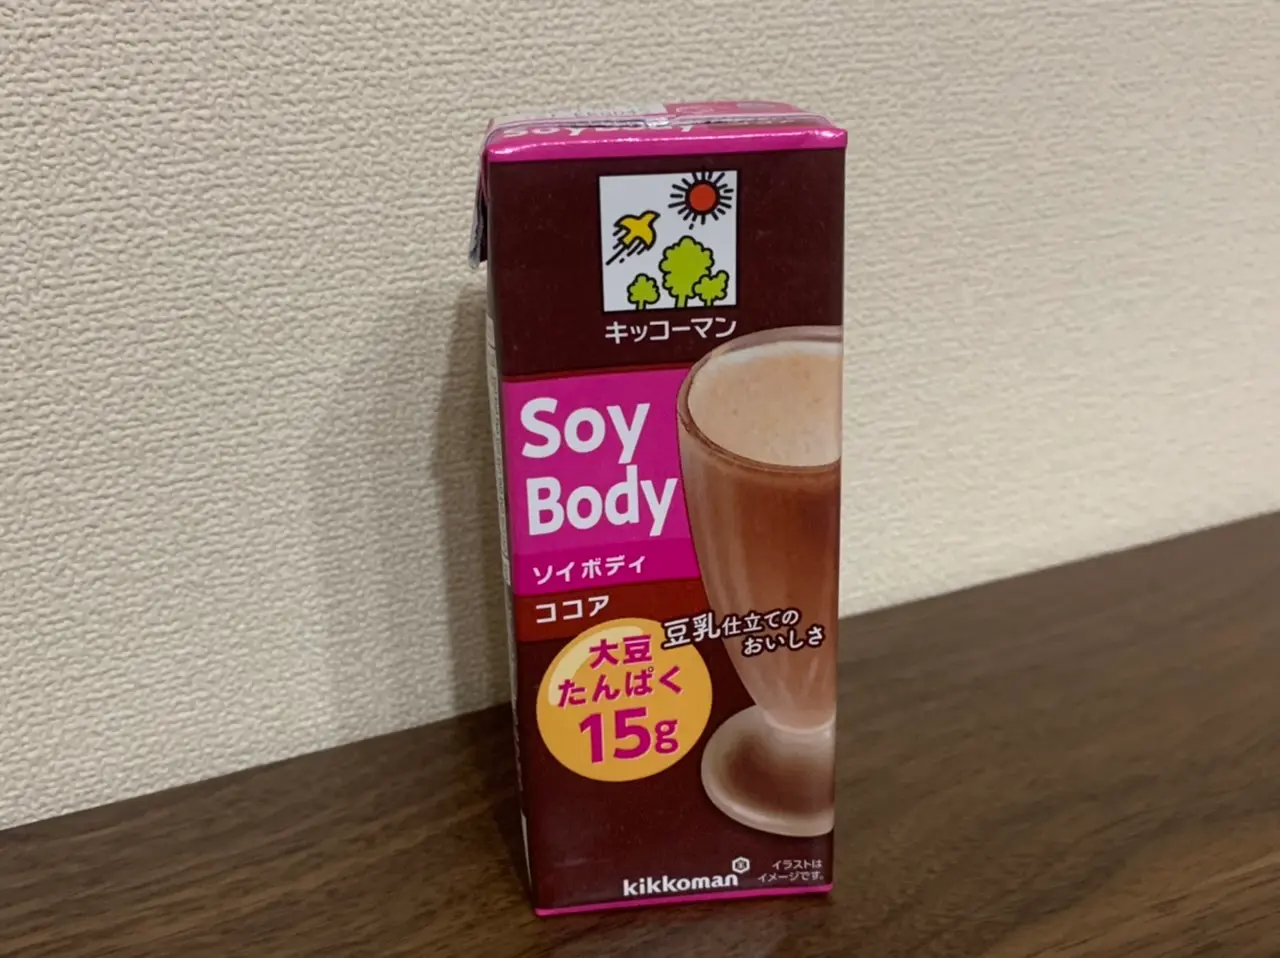 キッコーマン
Soy
Body
ソイボディ
ココア
豆乳仕立ての
おいしさ
大豆
たんぱく
15g
kikkoman
イラストは
イメージです。